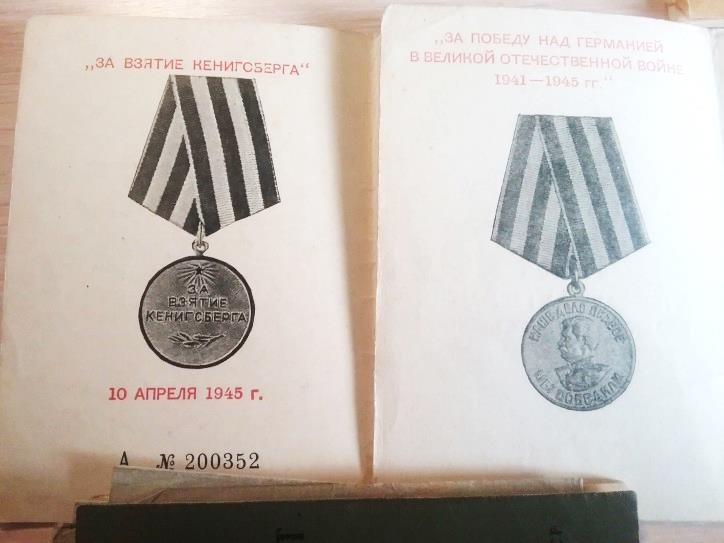 „ЗА ВЗЯТИЕ КЕНИГСБЕРГА“
ЗА
ВЗЯТИЕ
КЕНИГСБЕРГА
10 АПРЕЛЯ 1945 г.
А № 200352
„ЗА ПОБЕДУ НАД ГЕРМАНИЕЙ
В ВЕЛИКОЙ ОТЕЧЕСТВЕННОЙ ВОЙНЕ
1941—1945 гг.“
НАШЕ ДЕЛО ПРАВОЕ
МЫ ПОБЕДИЛИ